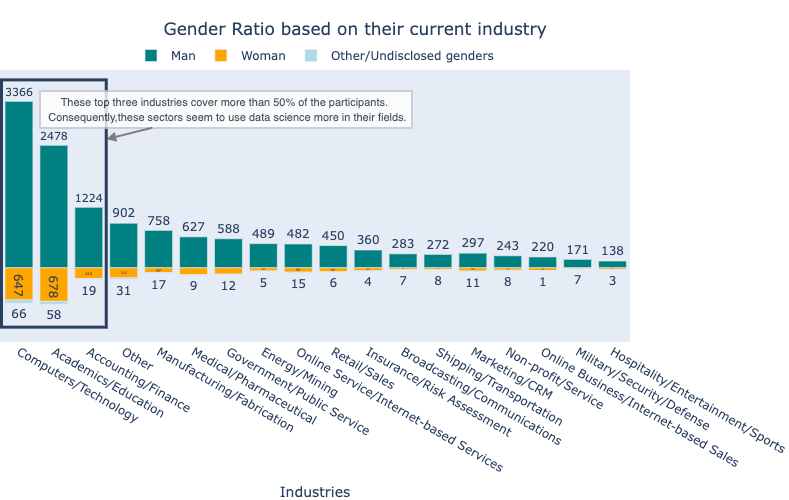 Gender Ratio based on their current industry
Man Woman Other/Undisclosed genders
These top three industries cover more than 50% of the participants.
Consequently,these sectors seem to use data science more in their fields.
3366
2478
1224
902
758
627
588
489
482
450
360
283
272
297
243
220
171
138
647
678
66
58
19
31
17
9
12
5
15
6
4
7
8
11
8
1
7
3
Computers/Technology
Academics/Education
Accounting/Finance
Other
Manufacturing/Fabrication
Medical/Pharmaceutical
Government/Public Service
Energy/Mining
Online Service/Internet-based Services
Retail/Sales
Insurance/Risk Assessment
Broadcasting/Communications
Shipping/Transportation
Marketing/CRM
Non-profit/Service
Online Business/Internet-based Sales
Military/Security/Defense
Hospitality/Entertainment/Sports
Industries